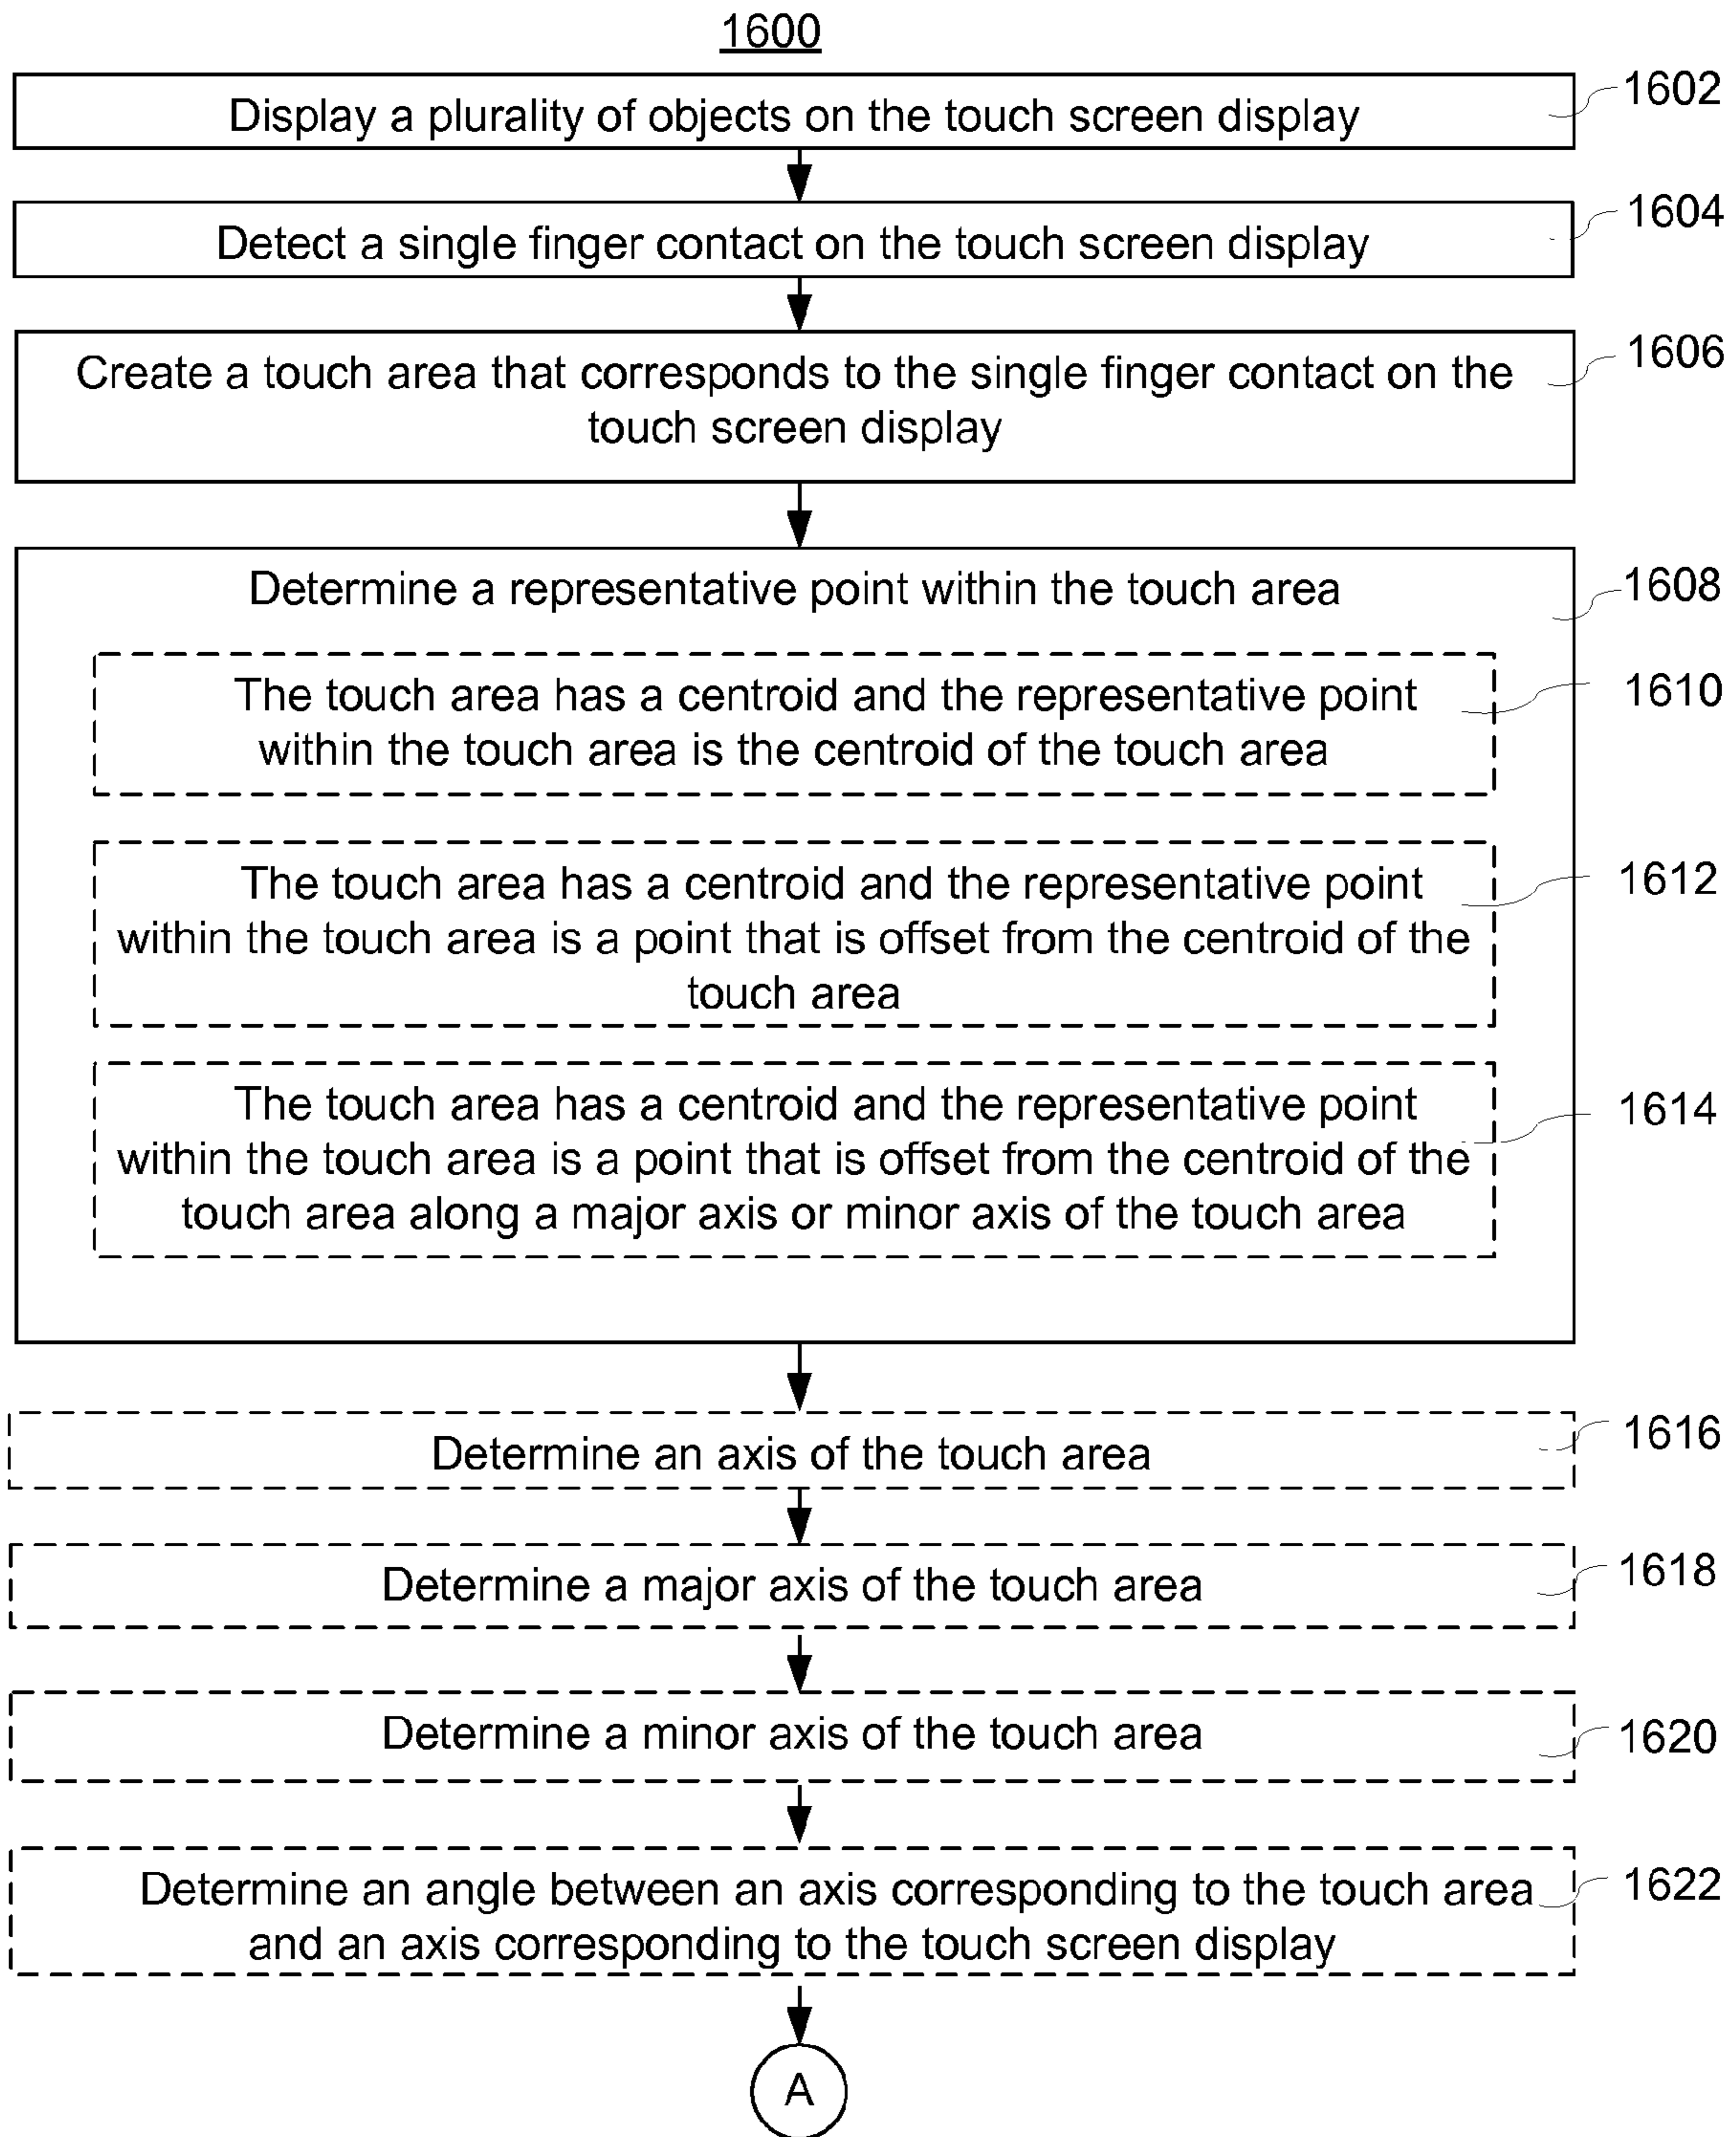 1600
Display a plurality of objects on the touch screen display
1602
Detect a single finger contact on the touch screen display
1604
Create a touch area that corresponds to the single finger contact on the
touch screen display
1606
Determine a representative point within the touch area
1608
The touch area has a centroid and the representative point
within the touch area is the centroid of the touch area
1610
The touch area has a centroid and the representative point
within the touch area is a point that is offset from the centroid of the
touch area
1612
The touch area has a centroid and the representative point
within the touch area is a point that is offset from the centroid of the
touch area along a major axis or minor axis of the touch area
1614
Determine an axis of the touch area
1616
Determine a major axis of the touch area
1618
Determine a minor axis of the touch area
1620
Determine an angle between an axis corresponding to the touch area
and an axis corresponding to the touch screen display
1622
A